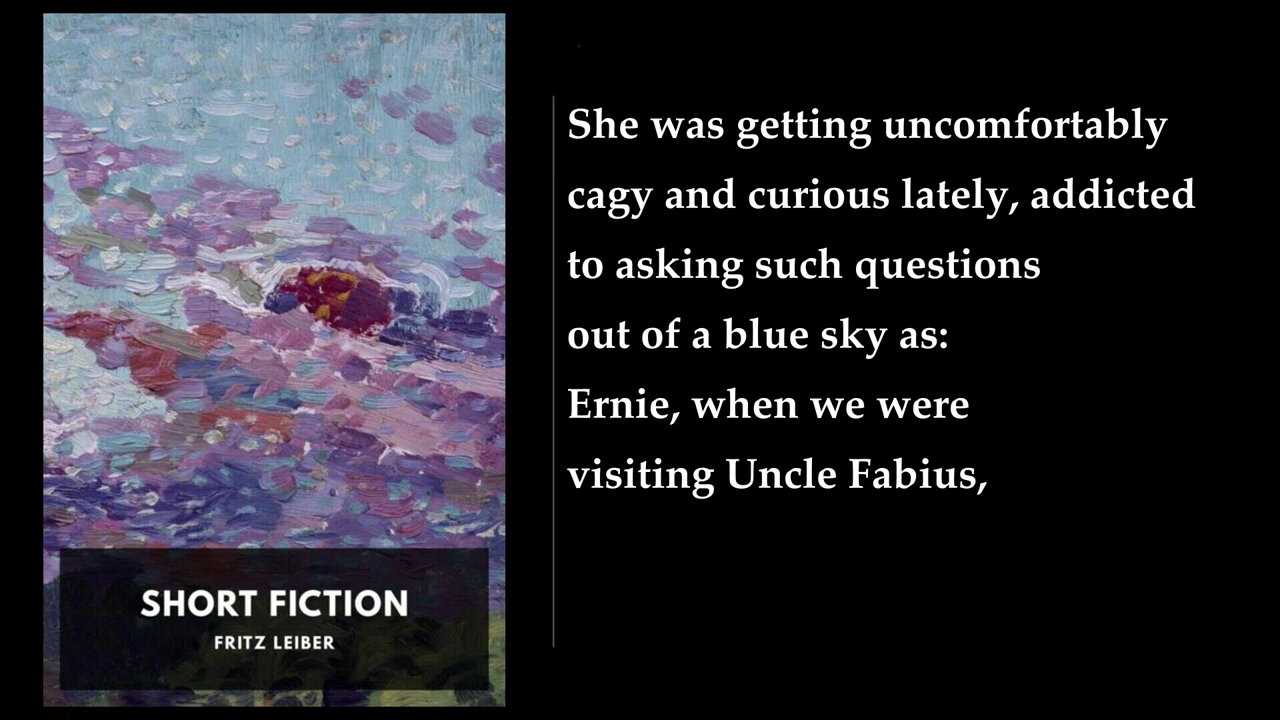 SHORT FICTION
FRITZ LEIBER
She was getting uncomfortably
cagy and curious lately, addicted
to asking such questions
out of a blue sky as:
Ernie, when we were
visiting Uncle Fabius,